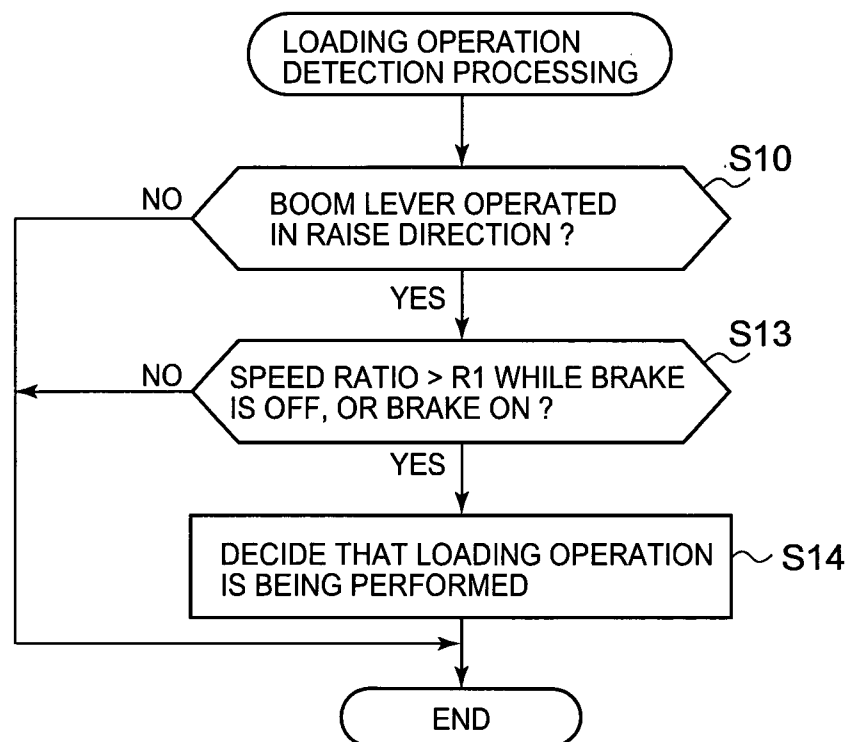 LOADING OPERATION
DETECTION PROCESSING
S10
NO
BOOM LEVER OPERATED
IN RAISE DIRECTION ?
YES
S13
NO
SPEED RATIO > R1 WHILE BRAKE
IS OFF, OR BRAKE ON ?
YES
DECIDE THAT LOADING OPERATION
IS BEING PERFORMED
S14
END